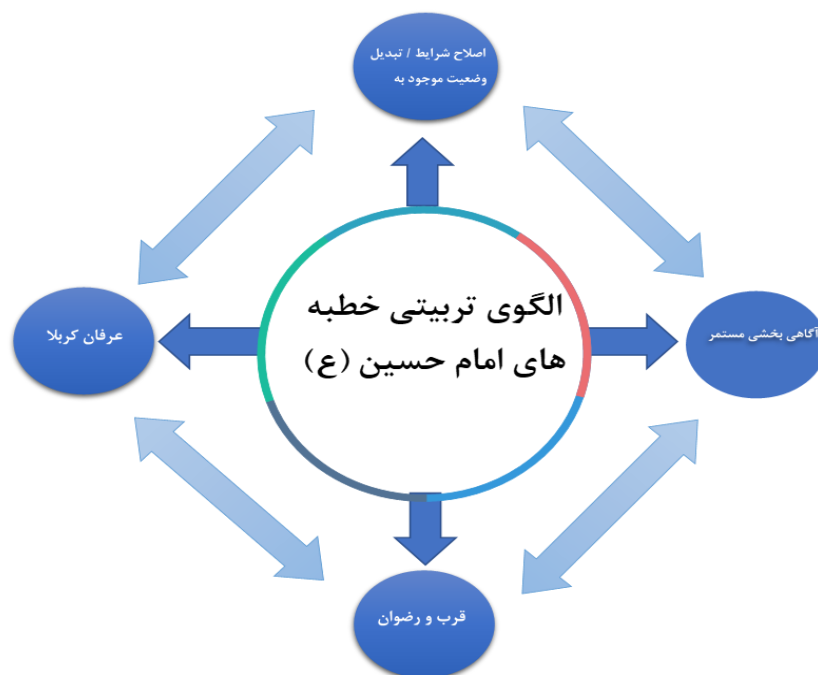 اصلاح شرایط / تبدیل
وضعیت موجود به
الگوی تربیتی خطبه
های امام حسین (ع)
آگاهی بخشی مستمر
عرفان کربلا
قرب و رضوان